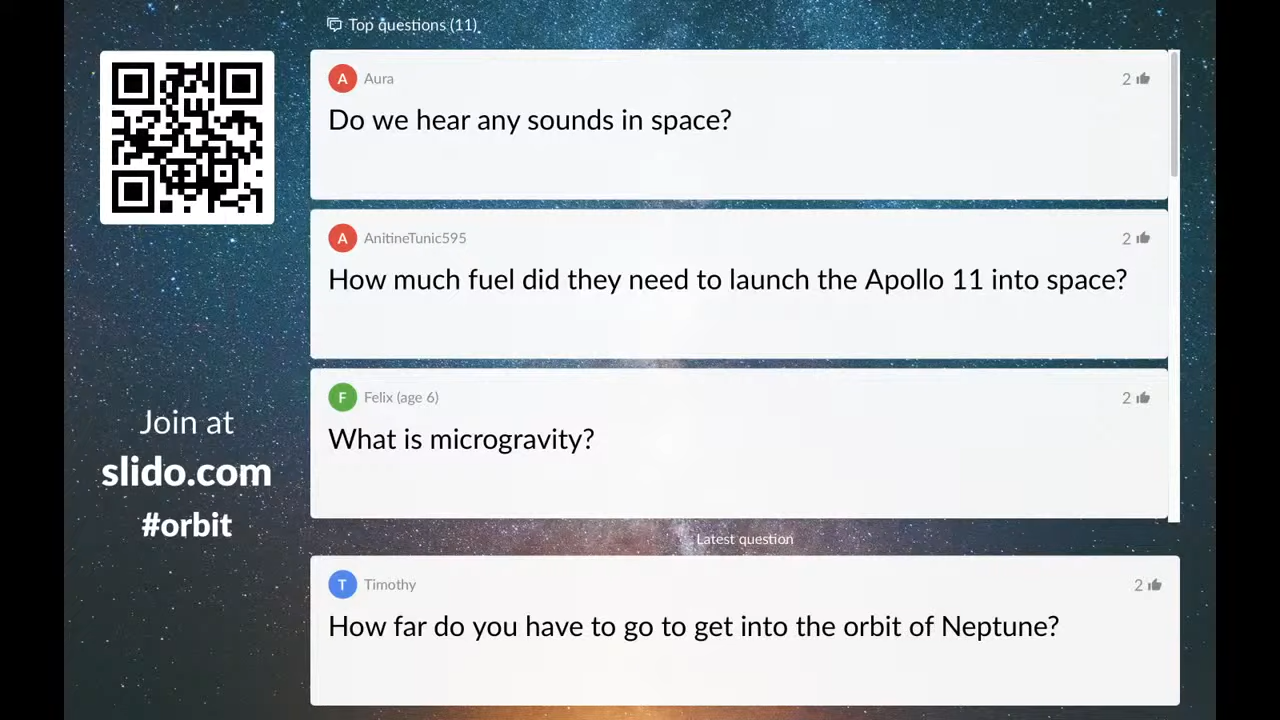 Top questions (11)
A Aura
2
Do we hear any sounds in space?
A AnitineTunic595
2
How much fuel did they need to launch the Apollo 11 into space?
F Felix (age 6)
2
What is microgravity?
Join at
slido.com
#orbit
Latest question
T Timothy
2
How far do you have to go to get into the orbit of Neptune?